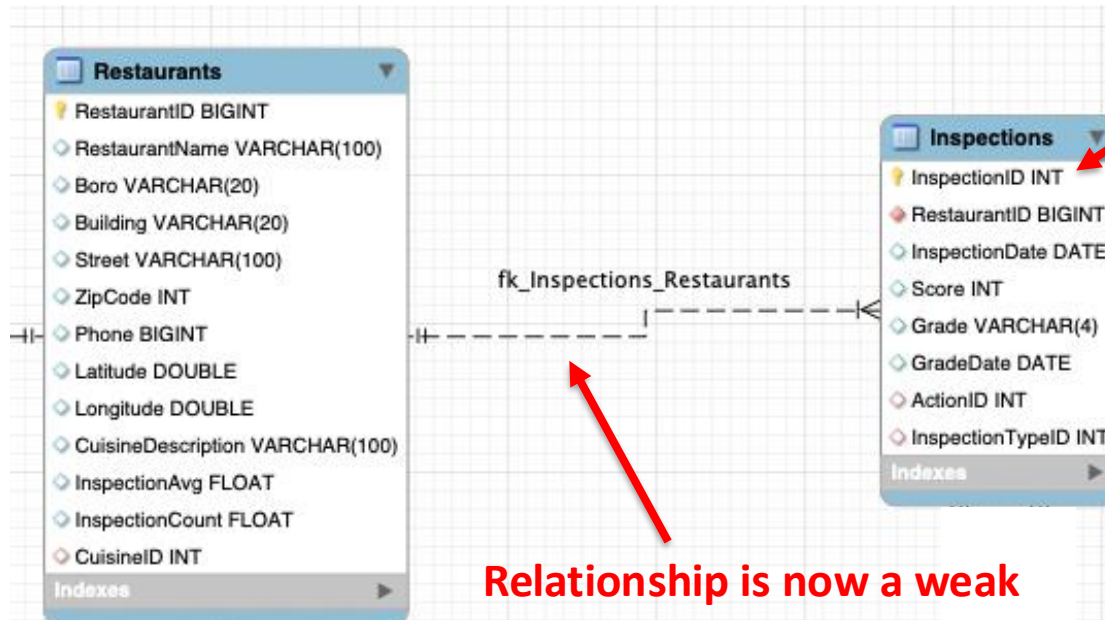 Restaurants
RestaurantID BIGINT
RestaurantName VARCHAR(100)
Boro VARCHAR(20)
Building VARCHAR(20)
Street VARCHAR(100)
ZipCode INT
Phone BIGINT
Latitude DOUBLE
Longitude DOUBLE
CuisineDescription VARCHAR(100)
InspectionAvg FLOAT
InspectionCount FLOAT
CuisineID INT
Indexes
fk_Inspections_Restaurants
Inspections
InspectionID INT
RestaurantID BIGINT
InspectionDate DATE
Score INT
Grade VARCHAR(4)
GradeDate DATE
ActionID INT
InspectionTypeID INT
Indexes
Relationship is now a weak